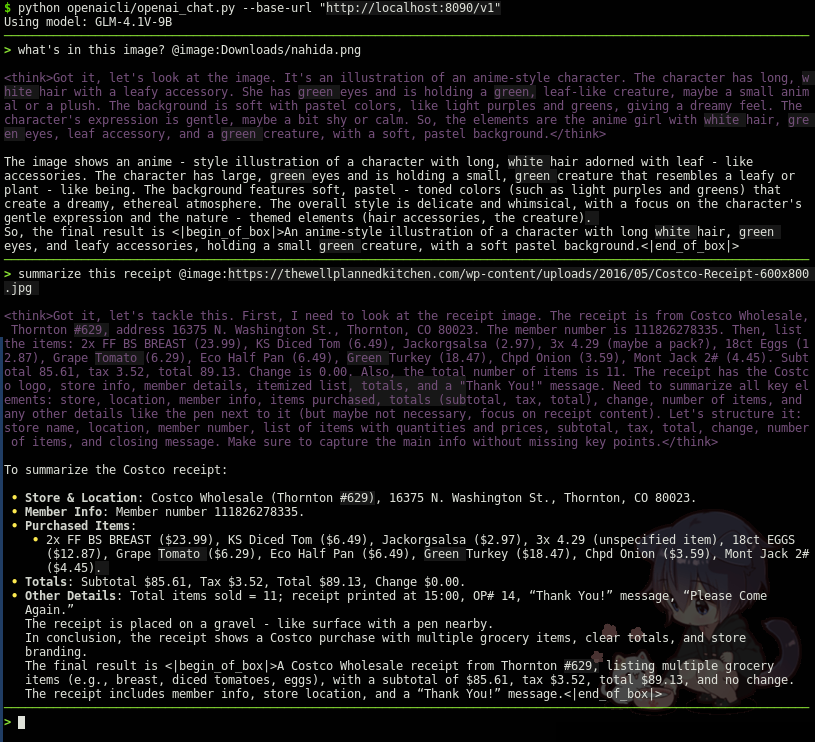 $ python openaicli/openai_chat.py --base-url "http://localhost:8090/v1"
Using model: GLM-4.1V-9B
> what's in this image? @image:Downloads/nahida.png
<think>Got it, let's look at the image. It's an illustration of an anime-style character. The character has long, w
hite hair with a leafy accessory. She has green eyes and is holding a green, leaf-like creature, maybe a small anim
al or a plush. The background is soft with pastel colors, like light purples and greens, giving a dreamy feel. The
character's expression is gentle, maybe a bit shy or calm. So, the elements are the anime girl with white hair, gre
en eyes, leaf accessory, and a green creature, with a soft, pastel background.</think>
The image shows an anime - style illustration of a character with long, white hair adorned with leaf - like
accessories. The character has large, green eyes and is holding a small, green creature that resembles a leafy or
plant - like being. The background features soft, pastel - toned colors (such as light purples and greens) that
create a dreamy, ethereal atmosphere. The overall style is delicate and whimsical, with a focus on the character's
gentle expression and the nature - themed elements (hair accessories, the creature).
So, the final result is <|begin_of_box|>An anime-style illustration of a character with long white hair, green
eyes, and leafy accessories, holding a small green creature, with a soft pastel background.<|end_of_box|>
> summarize this receipt @image:https://thewellplannedkitchen.com/wp-content/uploads/2016/05/Costco-Receipt-600x800
.jpg
<think>Got it, let's tackle this. First, I need to look at the receipt image. The receipt is from Costco Wholesale,
Thornton #629, address 16375 N. Washington St., Thornton, CO 80023. The member number is 111826278335. Then, list
the items: 2x FF BS BREAST (23.99), KS Diced Tom (6.49), Jackorgsalsa (2.97), 3x 4.29 (maybe a pack?), 18ct Eggs (1
2.87), Grape Tomato (6.29), Eco Half Pan (6.49), Green Turkey (18.47), Chpd Onion (3.59), Mont Jack 2# (4.45). Subt
otal 85.61, tax 3.52, total 89.13. Change is 0.00. Also, the total number of items is 11. The receipt has the Costc
o logo, store info, member details, itemized list, totals, and a "Thank You!" message. Need to summarize all key el
ements: store, location, member info, items purchased, totals (subtotal, tax, total), change, number of items, and
any other details like the pen next to it (but maybe not necessary, focus on receipt content). Let's structure it:
store name, location, member number, list of items with quantities and prices, subtotal, tax, total, change, number
of items, and closing message. Make sure to capture the main info without missing key points.</think>
To summarize the Costco receipt:
• Store & Location: Costco Wholesale (Thornton #629), 16375 N. Washington St., Thornton, CO 80023.
• Member Info: Member number 111826278335.
• Purchased Items:
• 2x FF BS BREAST ($23.99), KS Diced Tom ($6.49), Jackorgsalsa ($2.97), 3x 4.29 (unspecified item), 18ct EGGS
($12.87), Grape Tomato ($6.29), Eco Half Pan ($6.49), Green Turkey ($18.47), Chpd Onion ($3.59), Mont Jack 2#
($4.45).
• Totals: Subtotal $85.61, Tax $3.52, Total $89.13, Change $0.00.
• Other Details: Total items sold = 11; receipt printed at 15:00, OP# 14, “Thank You!” message, “Please Come
Again.”
The receipt is placed on a gravel - like surface with a pen nearby.
In conclusion, the receipt shows a Costco purchase with multiple grocery items, clear totals, and store
branding.
The final result is <|begin_of_box|>A Costco Wholesale receipt from Thornton #629, listing multiple grocery
items (e.g., breast, diced tomatoes, eggs), with a subtotal of $85.61, tax $3.52, total $89.13, and no change.
The receipt includes member info, store location, and a “Thank You!” message.<|end_of_box|>
>